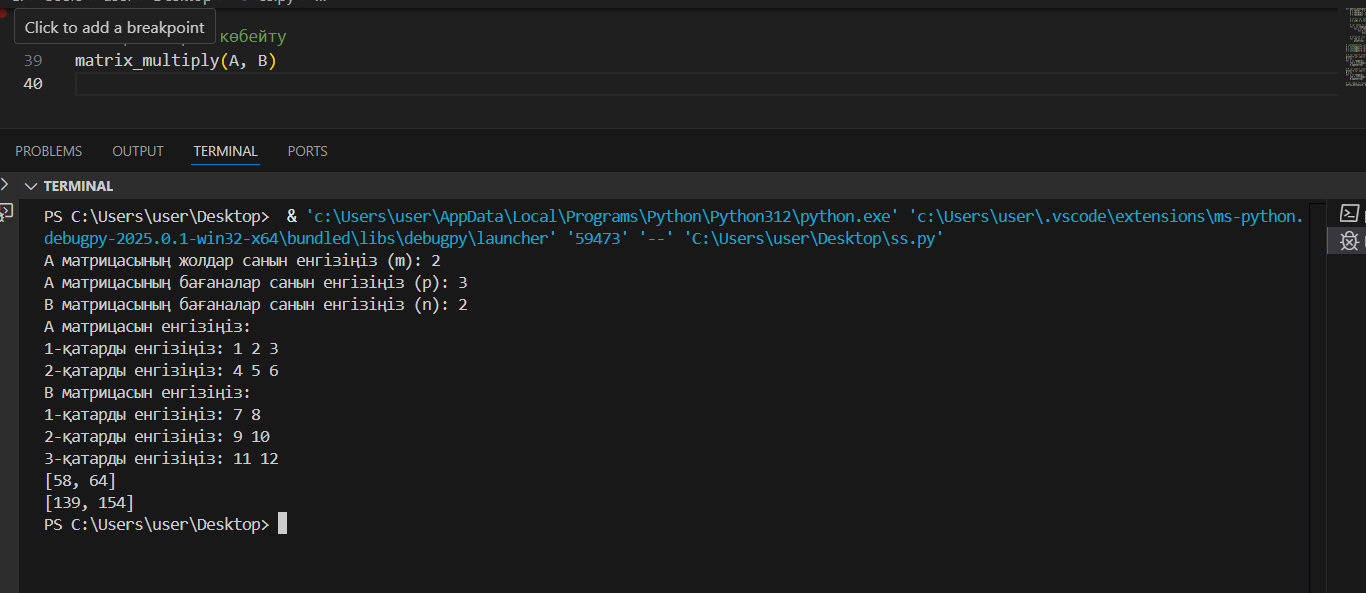 Click to add a breakpoint
көбейту
39 matrix_multiply(A, B)
40
PROBLEMS OUTPUT TERMINAL PORTS
TERMINAL
PS C:\Users\user\Desktop>  & 'c:\Users\user\AppData\Local\Programs\Python\Python312\python.exe' 'c:\Users\user\.vscode\extensions\ms-python.
debugpy-2025.0.1-win32-x64\bundled\libs\debugpy\launcher' '59473' '--' 'C:\Users\user\Desktop\ss.py'
А матрицасының жолдар санын енгізіңіз (m): 2
А матрицасының бағаналар санын енгізіңіз (p): 3
В матрицасының бағаналар санын енгізіңіз (n): 2
А матрицасын енгізіңіз:
1-қатарды енгізіңіз: 1 2 3
2-қатарды енгізіңіз: 4 5 6
В матрицасын енгізіңіз:
1-қатарды енгізіңіз: 7 8
2-қатарды енгізіңіз: 9 10
3-қатарды енгізіңіз: 11 12
[58, 64]
[139, 154]
PS C:\Users\user\Desktop>